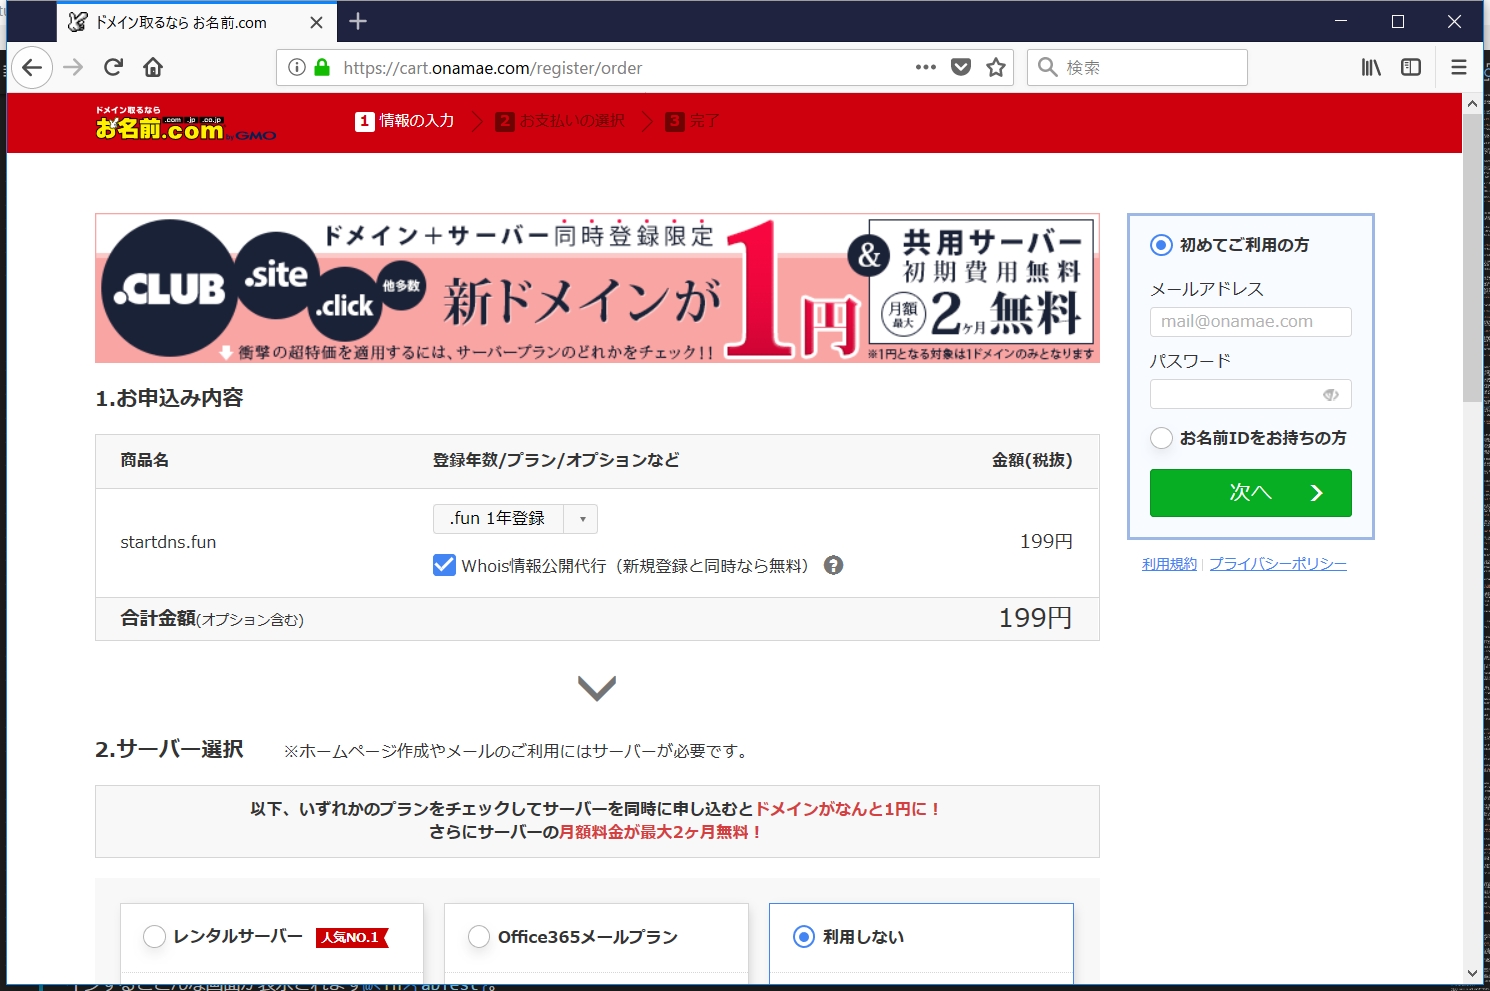 ドメイン取るなら お名前.com
https://cart.onamae.com/register/order
検索
ドメイン取るなら
お名前.com
.com .jp .co.jp
by GMO
1 情報の入力
2 お支払いの選択
3 完了
.CLUB
.site
.click
他多数
ドメイン＋サーバー同時登録限定
新ドメインが
1円
衝撃の超特価を適用するには、サーバープランのどれかをチェック!!
&
共用サーバー
初期費用無料
月額最大
2ヶ月無料
※1円となる対象は1ドメインのみとなります
初めてご利用の方
メールアドレス
mail@onamae.com
パスワード
お名前IDをお持ちの方
次へ
利用規約 | プライバシーポリシー
1.お申込み内容
商品名 登録年数/プラン/オプションなど 金額(税抜)
startdns.fun
.fun 1年登録
199円
Whois情報公開代行（新規登録と同時なら無料） ?
合計金額(オプション含む) 199円
2.サーバー選択 ※ホームページ作成やメールのご利用にはサーバーが必要です。
以下、いずれかのプランをチェックしてサーバーを同時に申し込むとドメインがなんと1円に！
さらにサーバーの月額料金が最大2ヶ月無料！
レンタルサーバー 人気NO.1
Office365メールプラン
利用しない